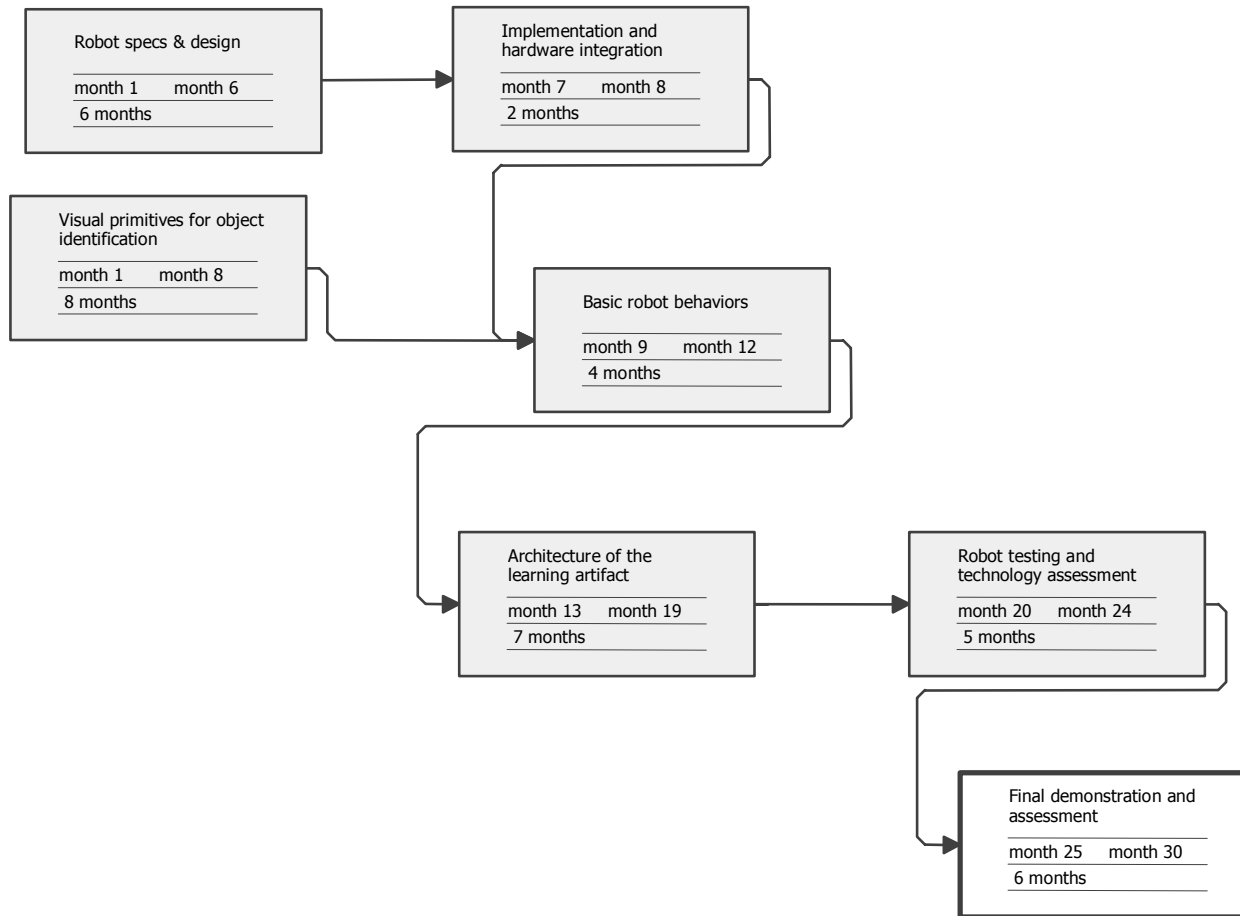 Robot specs & design
month 1 month 6
6 months
Implementation and
hardware integration
month 7 month 8
2 months
Visual primitives for object
identification
month 1 month 8
8 months
Basic robot behaviors
month 9 month 12
4 months
Architecture of the
learning artifact
month 13 month 19
7 months
Robot testing and
technology assessment
month 20 month 24
5 months
Final demonstration and
assessment
month 25 month 30
6 months